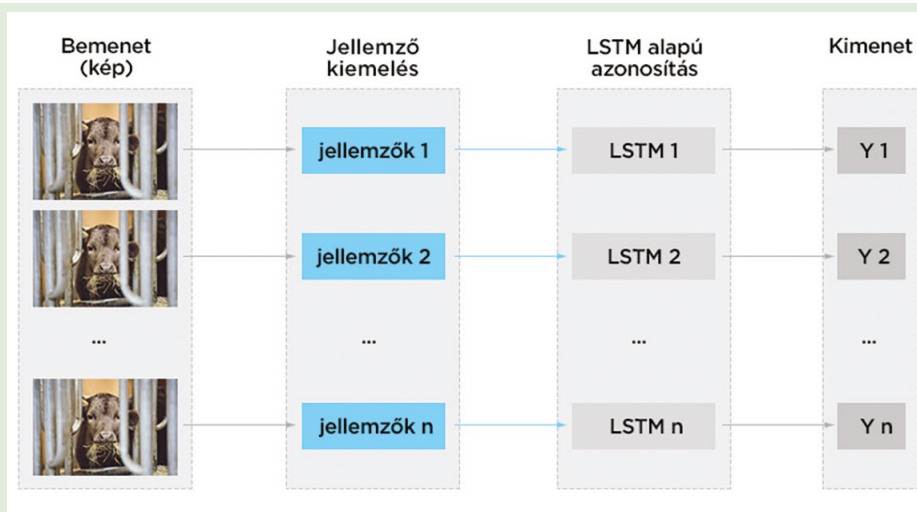 Bemenet
(kép)
Jellemző
kiemelés
LSTM alapú
azonosítás
Kimenet
jellemzők 1
LSTM 1
Y 1
jellemzők 2
LSTM 2
Y 2
...
...
...
...
jellemzők n
LSTM n
Y n